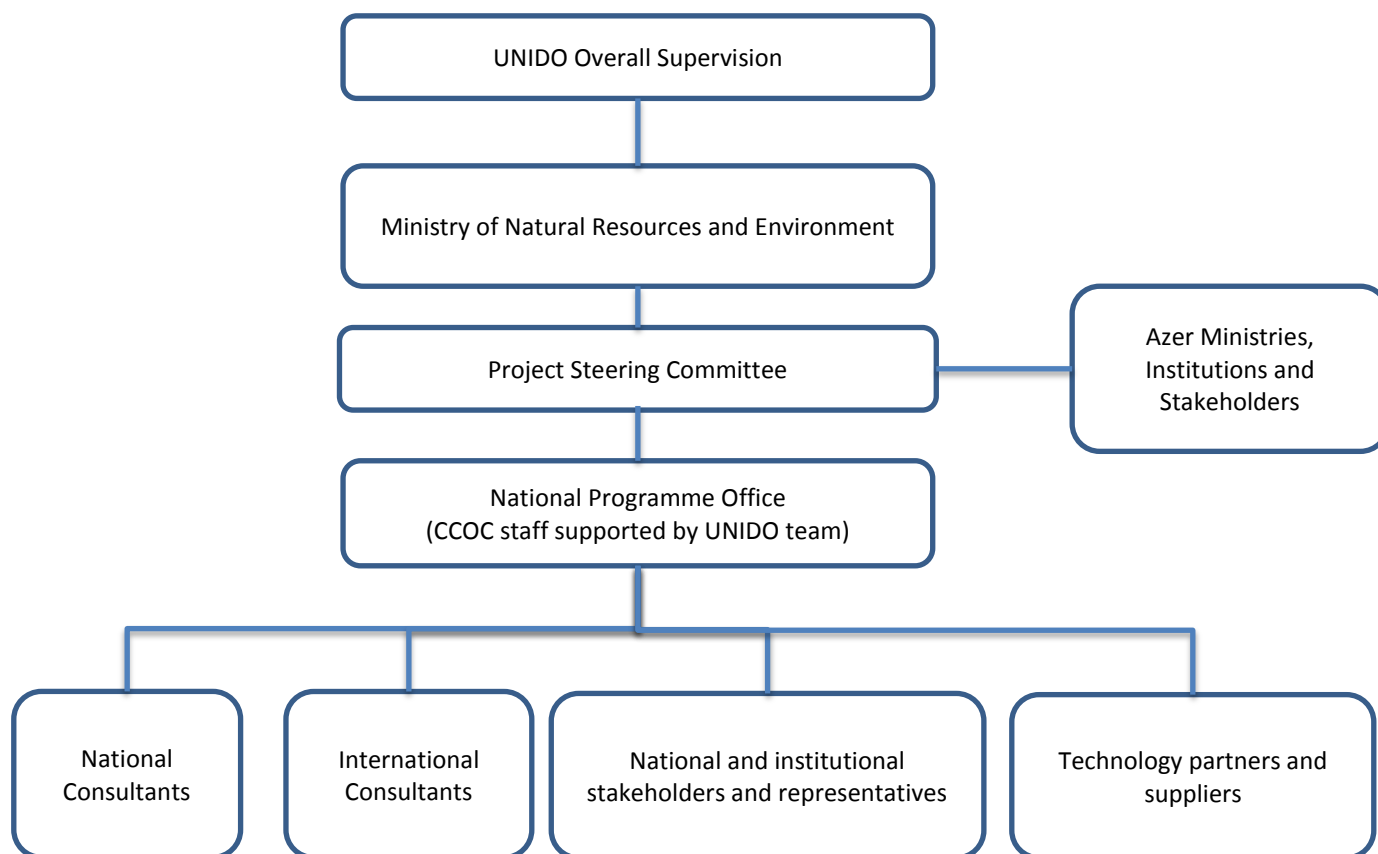 UNIDO Overall Supervision
Ministry of Natural Resources and Environment
Project Steering Committee
Azer Ministries,
Institutions and
Stakeholders
National Programme Office
(CCOC staff supported by UNIDO team)
National
Consultants
International
Consultants
National and institutional
stakeholders and representatives
Technology partners and
suppliers